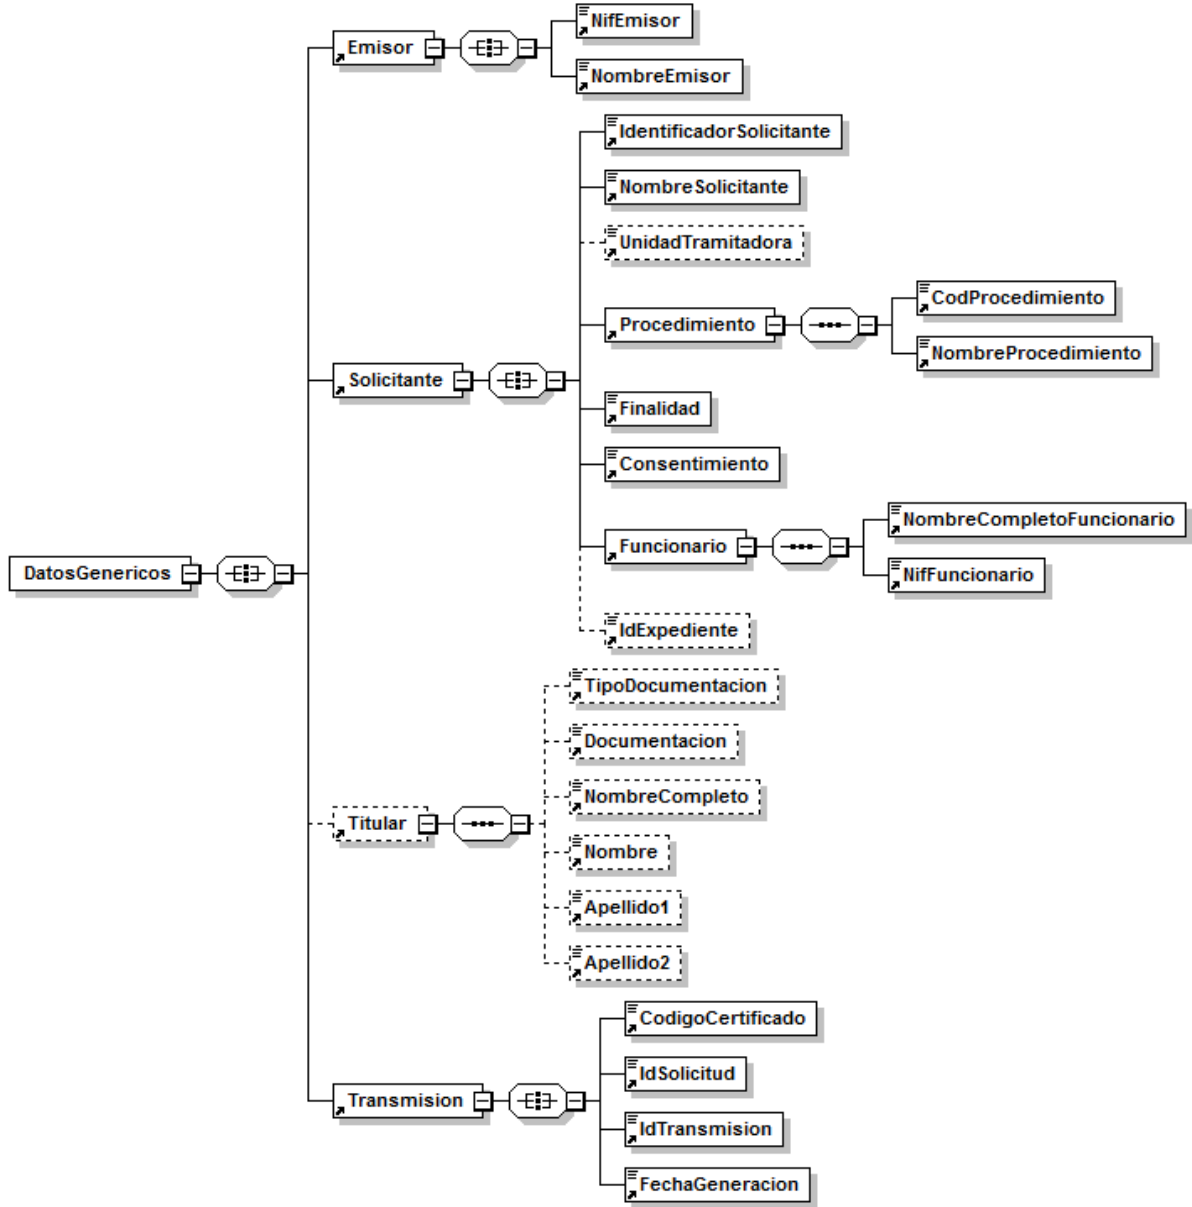 NifEmisor
Emisor
NombreEmisor
IdentificadorSolicitante
NombreSolicitante
UnidadTramitadora
CodProcedimiento
Procedimiento
NombreProcedimiento
Solicitante
Finalidad
Consentimiento
NombreCompletoFuncionario
Funcionario
DatosGenericos
NifFuncionario
IdExpediente
TipoDocumentacion
Documentacion
NombreCompleto
Titular
Nombre
Apellido1
Apellido2
CodigoCertificado
IdSolicitud
Transmision
IdTransmision
FechaGeneracion